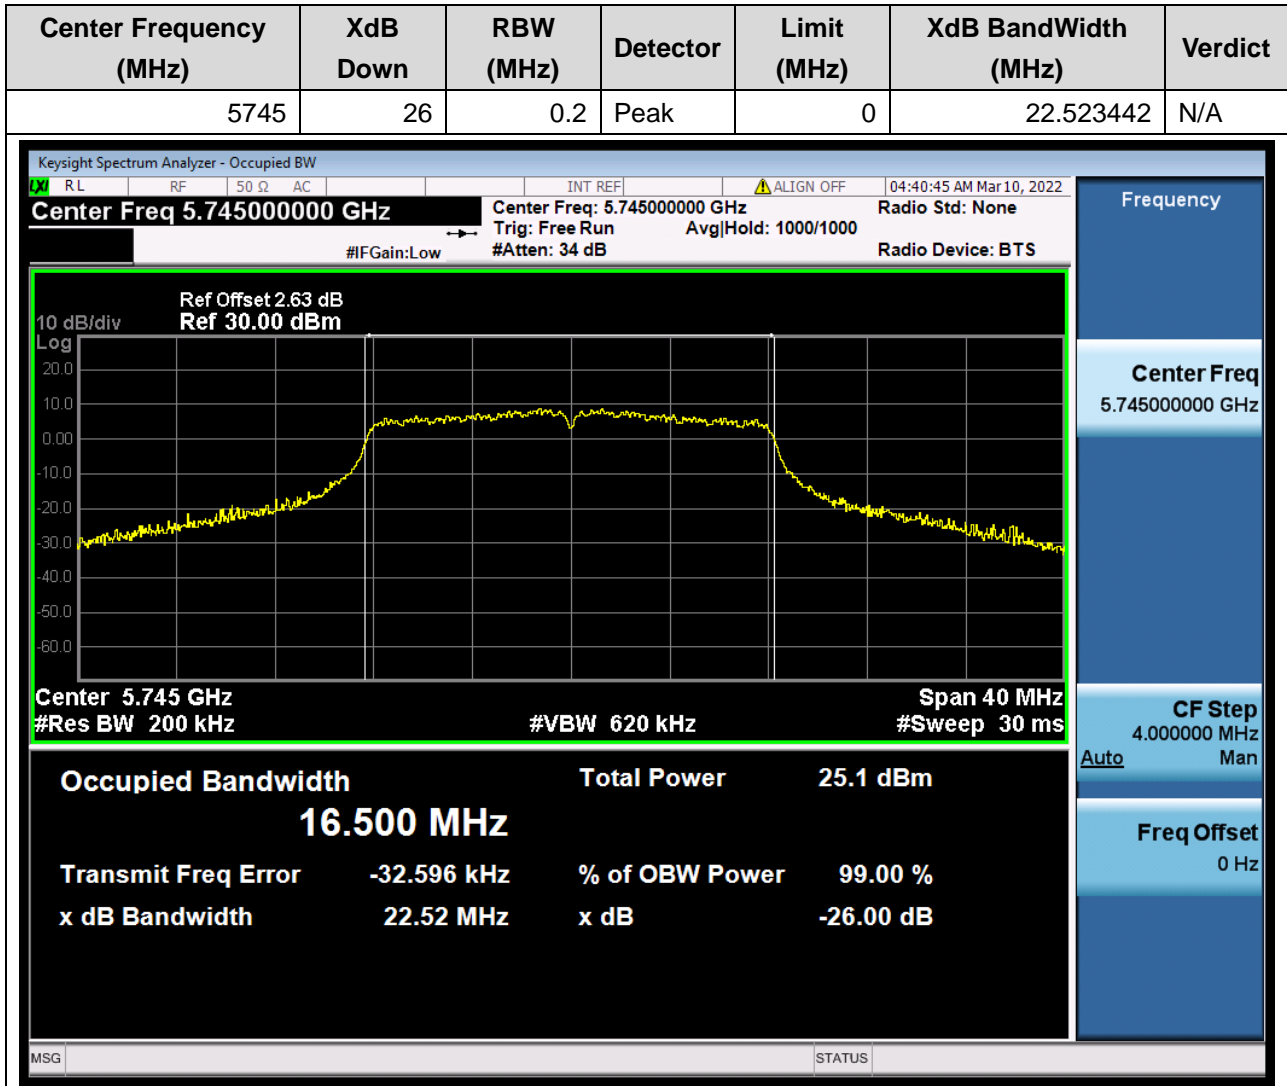 Center Frequency (MHz) XdB Down RBW (MHz) Detector Limit (MHz) XdB BandWidth (MHz) Verdict
5745 26 0.2 Peak 0 22.523442 N/A
Keysight Spectrum Analyzer - Occupied BW
LXI RL RF 50 Ω AC INT REF ALIGN OFF 04:40:45 AM Mar 10, 2022
Center Freq 5.745000000 GHz
Center Freq: 5.745000000 GHz
Radio Std: None
Trig: Free Run Avg|Hold: 1000/1000
#IFGain:Low #Atten: 34 dB Radio Device: BTS
Ref Offset 2.63 dB
10 dB/div Ref 30.00 dBm
Log
20.0
10.0
0.00
-10.0
-20.0
-30.0
-40.0
-50.0
-60.0
Center 5.745 GHz Span 40 MHz
#Res BW 200 kHz #VBW 620 kHz #Sweep 30 ms
Occupied Bandwidth Total Power 25.1 dBm
16.500 MHz
Transmit Freq Error -32.596 kHz % of OBW Power 99.00 %
x dB Bandwidth 22.52 MHz x dB -26.00 dB
Frequency
Center Freq
5.745000000 GHz
CF Step
4.000000 MHz
Auto Man
Freq Offset
0 Hz
MSG STATUS